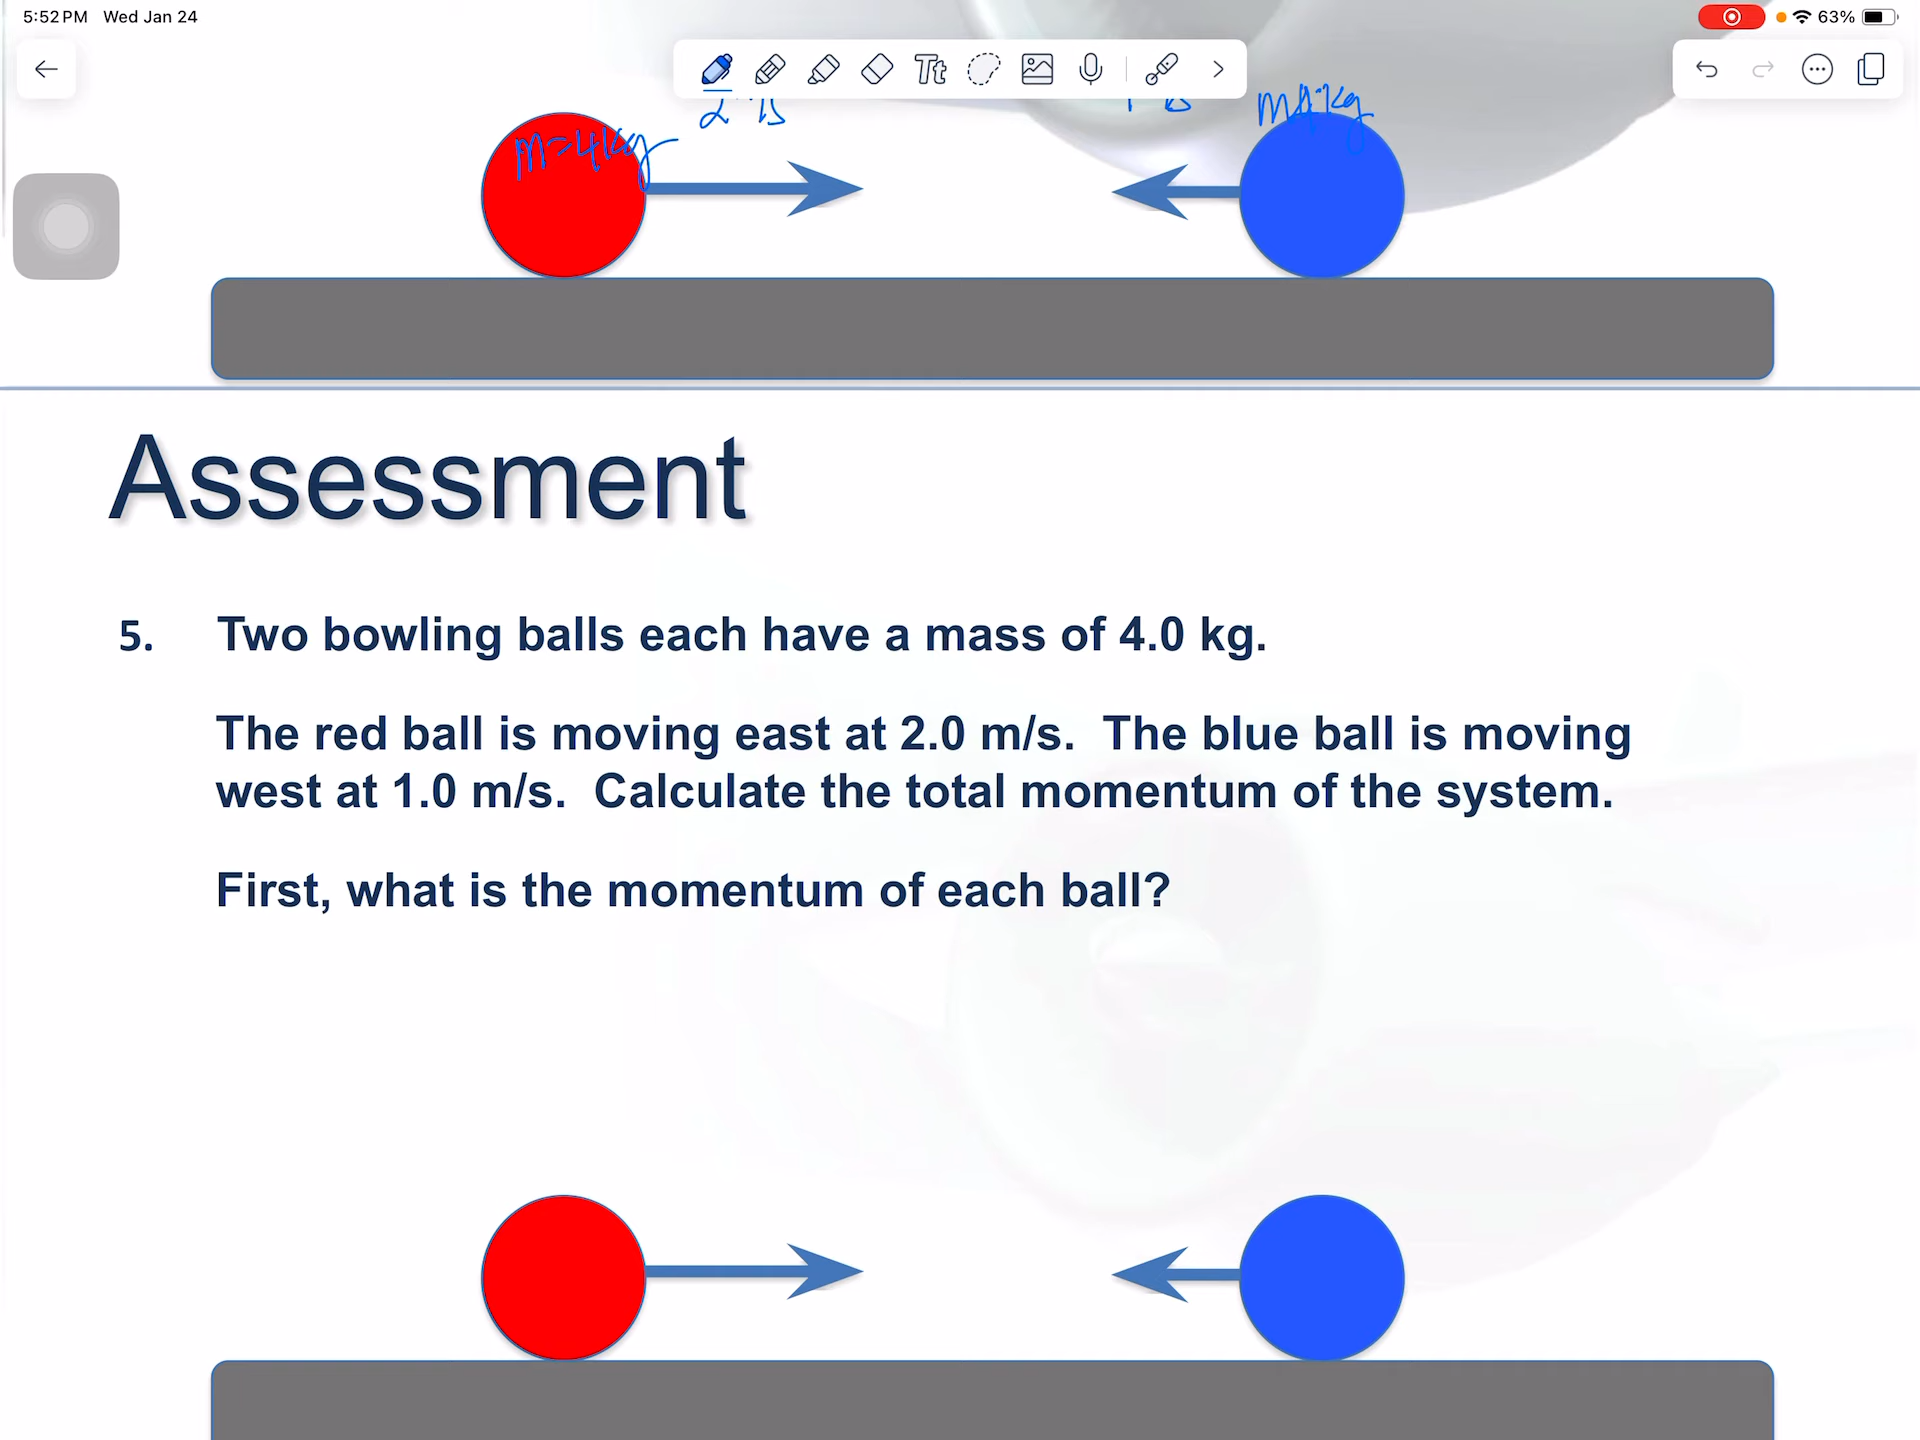 5:52 PM Wed Jan 24
63%
Tt
m=4kg
Assessment
5. Two bowling balls each have a mass of 4.0 kg.
The red ball is moving east at 2.0 m/s. The blue ball is moving
west at 1.0 m/s. Calculate the total momentum of the system.
First, what is the momentum of each ball?